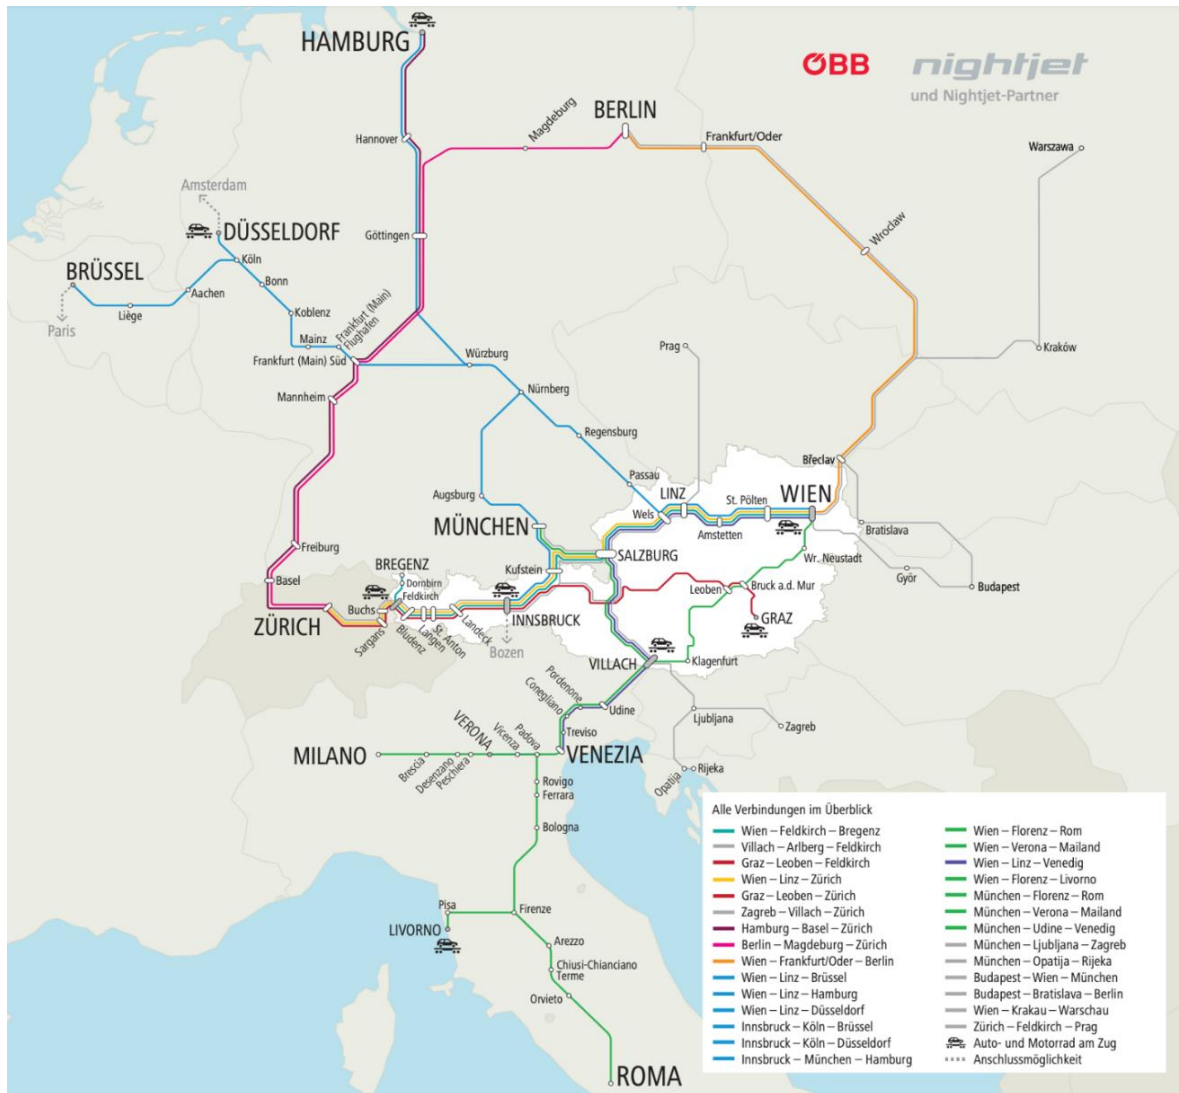 HAMBURG
ÖBB
nightjet
und Nightjet-Partner
BERLIN
Magdeburg
Frankfurt/Oder
Hannover
Warszawa
Amsterdam
DÜSSELDORF
Göttingen
Wrocław
BRÜSSEL
Köln
Aachen
Bonn
Liège
Koblenz
Paris
Mainz
Frankfurt (Main)
Flughafen
Frankfurt (Main) Süd
Würzburg
Prag
Kraków
Mannheim
Nürnberg
Regensburg
Břeclav
Passau
Augsburg
LINZ
St. Pölten
WIEN
MÜNCHEN
Wels
Amstetten
Bratislava
Freiburg
SALZBURG
Wr. Neustadt
BREGENZ
Kufstein
Basel
Dornbirn
Feldkirch
Győr
Budapest
Leoben
Bruck a.d. Mur
Buchs
ZÜRICH
INNSBRUCK
GRAZ
Sargans
Bludenz
Langen
St. Anton
Landeck
Bozen
VILLACH
Klagenfurt
Pordenone
Conegliano
Udine
Ljubljana
Zagreb
Treviso
MILANO
VERONA
Vicenza
Padova
VENEZIA
Brescia
Desenzano
Peschiera
Opatija
Rijeka
Rovigo
Ferrara
Bologna
Pisa
Firenze
LIVORNO
Arezzo
Chiusi-Chianciano
Terme
Orvieto
ROMA
Alle Verbindungen im Überblick
Wien – Feldkirch – Bregenz
Villach – Arlberg – Feldkirch
Graz – Leoben – Feldkirch
Wien – Linz – Zürich
Graz – Leoben – Zürich
Zagreb – Villach – Zürich
Hamburg – Basel – Zürich
Berlin – Magdeburg – Zürich
Wien – Frankfurt/Oder – Berlin
Wien – Linz – Brüssel
Wien – Linz – Hamburg
Wien – Linz – Düsseldorf
Innsbruck – Köln – Brüssel
Innsbruck – Köln – Düsseldorf
Innsbruck – München – Hamburg
Wien – Florenz – Rom
Wien – Verona – Mailand
Wien – Linz – Venedig
Wien – Florenz – Livorno
München – Florenz – Rom
München – Verona – Mailand
München – Udine – Venedig
München – Ljubljana – Zagreb
München – Opatija – Rijeka
Budapest – Wien – München
Budapest – Bratislava – Berlin
Wien – Krakau – Warschau
Zürich – Feldkirch – Prag
Auto- und Motorrad am Zug
Anschlussmöglichkeit